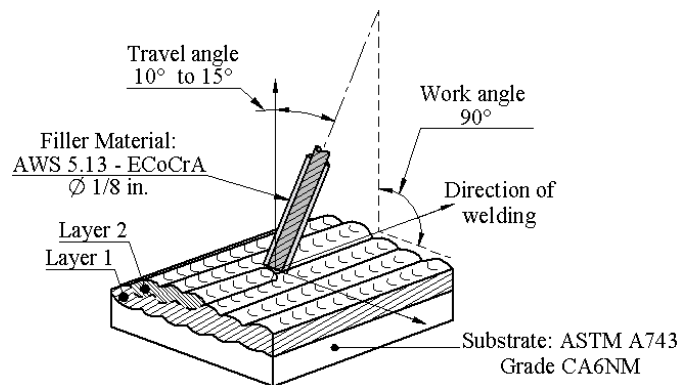 Travel angle
10° to 15°
Work angle
90°
Filler Material:
AWS 5.13 - ECoCrA
Ø 1/8 in.
Direction of
welding
Layer 2
Layer 1
Substrate: ASTM A743
Grade CA6NM